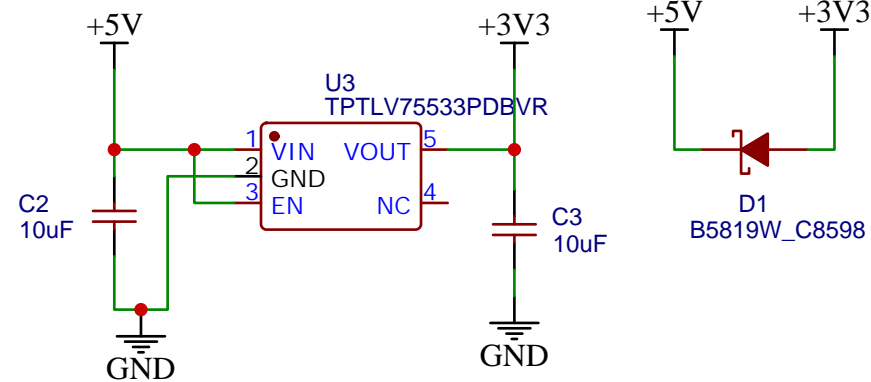 +5V
+3V3
+5V
+3V3
U3
TPTLV75533PDBVR
1
VIN
VOUT
5
2
GND
3
EN
NC
4
C2
10uF
C3
10uF
D1
B5819W_C8598
GND
GND